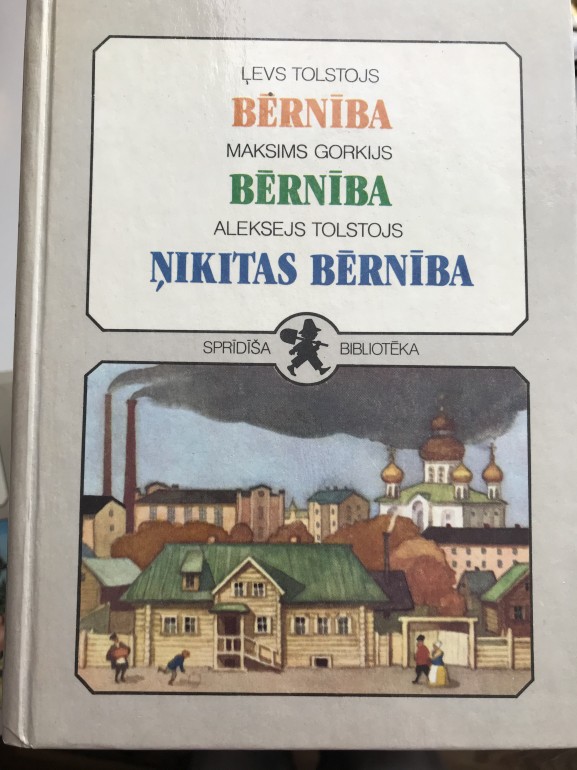 ĻEVS TOLSTOJS
BĒRNĪBA
MAKSIMS GORKIJS
BĒRNĪBA
ALEKSEJS TOLSTOJS
ŅIKITAS BĒRNĪBA
SPRĪDĪŠA BIBLIOTĒKA